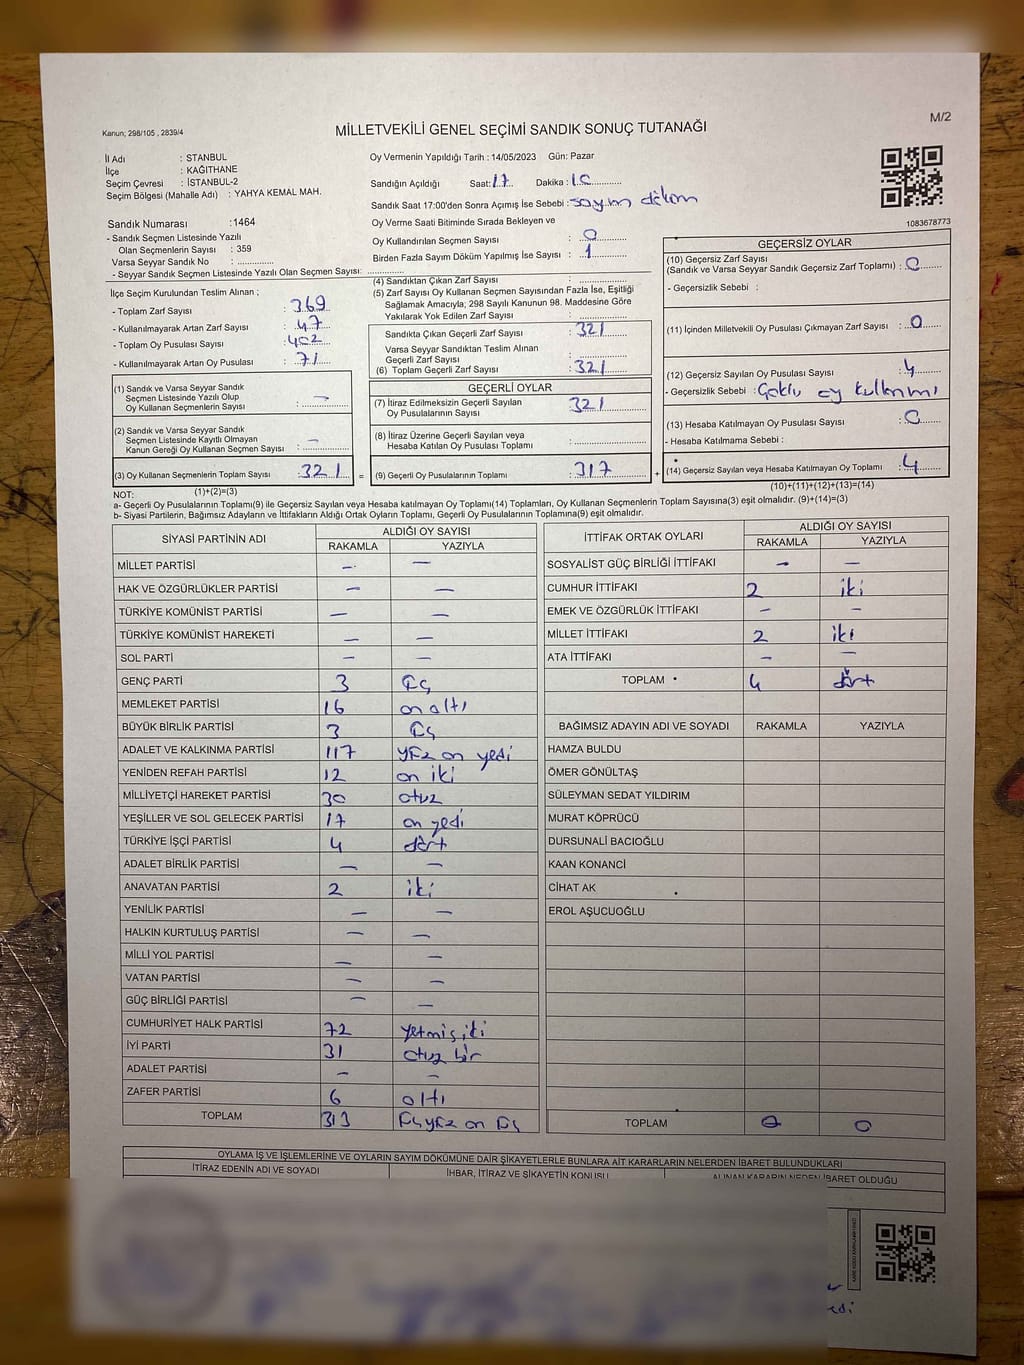 M/2
Kanun; 298/105 , 2839/4
MİLLETVEKİLİ GENEL SEÇİMİ SANDIK SONUÇ TUTANAĞI
İl Adı : STANBUL
İlçe : KAĞITHANE
Seçim Çevresi : İSTANBUL-2
Seçim Bölgesi (Mahalle Adı) : YAHYA KEMAL MAH.
Oy Vermenin Yapıldığı Tarih : 14/05/2023 Gün: Pazar
Sandığın Açıldığı Saat: 17 Dakika : 10
Sandık Saat 17:00'den Sonra Açımış İse Sebebi : sayım döküm
Oy Verme Saati Bitiminde Sırada Bekleyen ve
Oy Kullandırılan Seçmen Sayısı : 0
Birden Fazla Sayım Döküm Yapılmış İse Sayısı : 1
1083678773
Sandık Numarası :1464
- Sandık Seçmen Listesinde Yazılı
Olan Seçmenlerin Sayısı : 359
Varsa Seyyar Sandık No :
- Seyyar Sandık Seçmen Listesinde Yazılı Olan Seçmen Sayısı:
İlçe Seçim Kurulundan Teslim Alınan ;
- Toplam Zarf Sayısı : 369
- Kullanılmayarak Artan Zarf Sayısı : 47
- Toplam Oy Pusulası Sayısı : 402
- Kullanılmayarak Artan Oy Pusulası : 71
(1) Sandık ve Varsa Seyyar Sandık
Seçmen Listesinde Yazılı Olup
Oy Kullanan Seçmenlerin Sayısı : —
(2) Sandık ve Varsa Seyyar Sandık
Seçmen Listesinde Kayıtlı Olmayan
Kanun Gereği Oy Kullanan Seçmen Sayısı : —
(3) Oy Kullanan Seçmenlerin Toplam Sayısı : 321 =
(1)+(2)=(3)
(4) Sandıktan Çıkan Zarf Sayısı :
(5) Zarf Sayısı Oy Kullanan Seçmen Sayısından Fazla İse, Eşitliği
Sağlamak Amacıyla; 298 Sayılı Kanunun 98. Maddesine Göre
Yakılarak Yok Edilen Zarf Sayısı :
Sandıkta Çıkan Geçerli Zarf Sayısı : 321
Varsa Seyyar Sandıktan Teslim Alınan
Geçerli Zarf Sayısı :
(6) Toplam Geçerli Zarf Sayısı : 321
GEÇERLİ OYLAR
(7) İtiraz Edilmeksizin Geçerli Sayılan
Oy Pusulalarının Sayısı : 321
(8) İtiraz Üzerine Geçerli Sayılan veya
Hesaba Katılan Oy Pusulası Toplamı :
(9) Geçerli Oy Pusulalarının Toplamı : 317 +
GEÇERSİZ OYLAR
(10) Geçersiz Zarf Sayısı
(Sandık ve Varsa Seyyar Sandık Geçersiz Zarf Toplamı) : 0
- Geçersizlik Sebebi :
(11) İçinden Milletvekili Oy Pusulası Çıkmayan Zarf Sayısı : 0
(12) Geçersiz Sayılan Oy Pusulası Sayısı : 4
- Geçersizlik Sebebi : Çoklu oy kullanımı
(13) Hesaba Katılmayan Oy Pusulası Sayısı : 0
- Hesaba Katılmama Sebebi :
(14) Geçersiz Sayılan veya Hesaba Katılmayan Oy Toplamı : 4
(10)+(11)+(12)+(13)=(14)
NOT:
a- Geçerli Oy Pusulalarının Toplamı(9) ile Geçersiz Sayılan veya Hesaba katılmayan Oy Toplamı(14) Toplamları, Oy Kullanan Seçmenlerin Toplam Sayısına(3) eşit olmalıdır. (9)+(14)=(3)
b- Siyasi Partilerin, Bağımsız Adayların ve İttifakların Aldığı Ortak Oyların Toplamı, Geçerli Oy Pusulalarının Toplamına(9) eşit olmalıdır.
SİYASİ PARTİNİN ADI ALDIĞI OY SAYISI
RAKAMLA YAZIYLA
MİLLET PARTİSİ — —
HAK VE ÖZGÜRLÜKLER PARTİSİ — —
TÜRKİYE KOMÜNİST PARTİSİ — —
TÜRKİYE KOMÜNİST HAREKETİ — —
SOL PARTİ — —
GENÇ PARTİ 3 üç
MEMLEKET PARTİSİ 16 on altı
BÜYÜK BİRLİK PARTİSİ 3 üç
ADALET VE KALKINMA PARTİSİ 117 yüz on yedi
YENİDEN REFAH PARTİSİ 12 on iki
MİLLİYETÇİ HAREKET PARTİSİ 30 otuz
YEŞİLLER VE SOL GELECEK PARTİSİ 17 on yedi
TÜRKİYE İŞÇİ PARTİSİ 4 dört
ADALET BİRLİK PARTİSİ — —
ANAVATAN PARTİSİ 2 iki
YENİLİK PARTİSİ — —
HALKIN KURTULUŞ PARTİSİ — —
MİLLİ YOL PARTİSİ — —
VATAN PARTİSİ — —
GÜÇ BİRLİĞİ PARTİSİ — —
CUMHURİYET HALK PARTİSİ 72 yetmiş iki
İYİ PARTİ 31 otuz bir
ADALET PARTİSİ — —
ZAFER PARTİSİ 6 altı
TOPLAM 313 üçyüz on üç
İTTİFAK ORTAK OYLARI ALDIĞI OY SAYISI
RAKAMLA YAZIYLA
SOSYALİST GÜÇ BİRLİĞİ İTTİFAKI — —
CUMHUR İTTİFAKI 2 iki
EMEK VE ÖZGÜRLÜK İTTİFAKI — —
MİLLET İTTİFAKI 2 iki
ATA İTTİFAKI — —
TOPLAM 4 dört
BAĞIMSIZ ADAYIN ADI VE SOYADI RAKAMLA YAZIYLA
HAMZA BULDU
ÖMER GÖNÜLTAŞ
SÜLEYMAN SEDAT YILDIRIM
MURAT KÖPRÜCÜ
DURSUNALİ BACIOĞLU
KAAN KONANCİ
CİHAT AK
EROL AŞUCUOĞLU
TOPLAM 0 0
OYLAMA İŞ VE İŞLEMLERİNE VE OYLARIN SAYIM DÖKÜMÜNE DAİR ŞİKAYETLERLE BUNLARA AİT KARARLARIN NELERDEN İBARET BULUNDUKLARI
İTİRAZ EDENİN ADI VE SOYADI İHBAR, İTİRAZ VE ŞİKAYETİN KONUSU ALINAN KARARIN NEDEN İBARET OLDUĞU